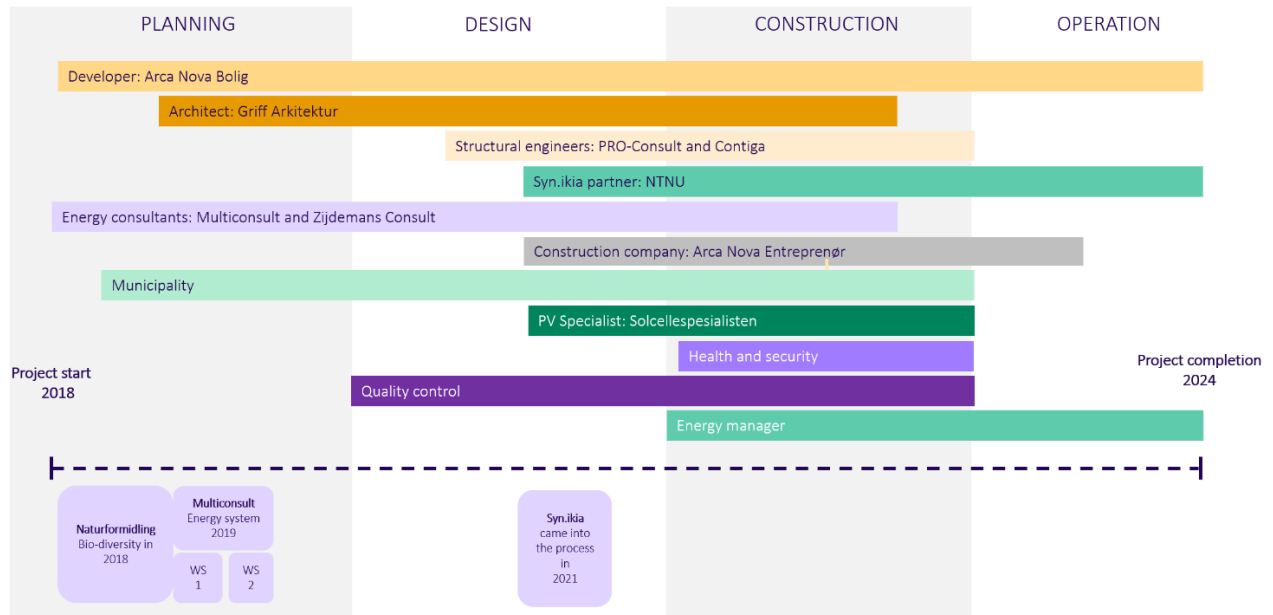 PLANNING
DESIGN
CONSTRUCTION
OPERATION
Developer: Arca Nova Bolig
Architect: Griff Arkitektur
Structural engineers: PRO-Consult and Contiga
Syn.ikia partner: NTNU
Energy consultants: Multiconsult and Zijdemans Consult
Construction company: Arca Nova Entreprenør
Municipality
PV Specialist: Solcellespesialisten
Health and security
Project start
2018
Project completion
2024
Quality control
Energy manager
Naturformidling
Bio-diversity in
2018
Multiconsult
Energy system
2019
WS
1
WS
2
Syn.ikia
came into
the process
in
2021